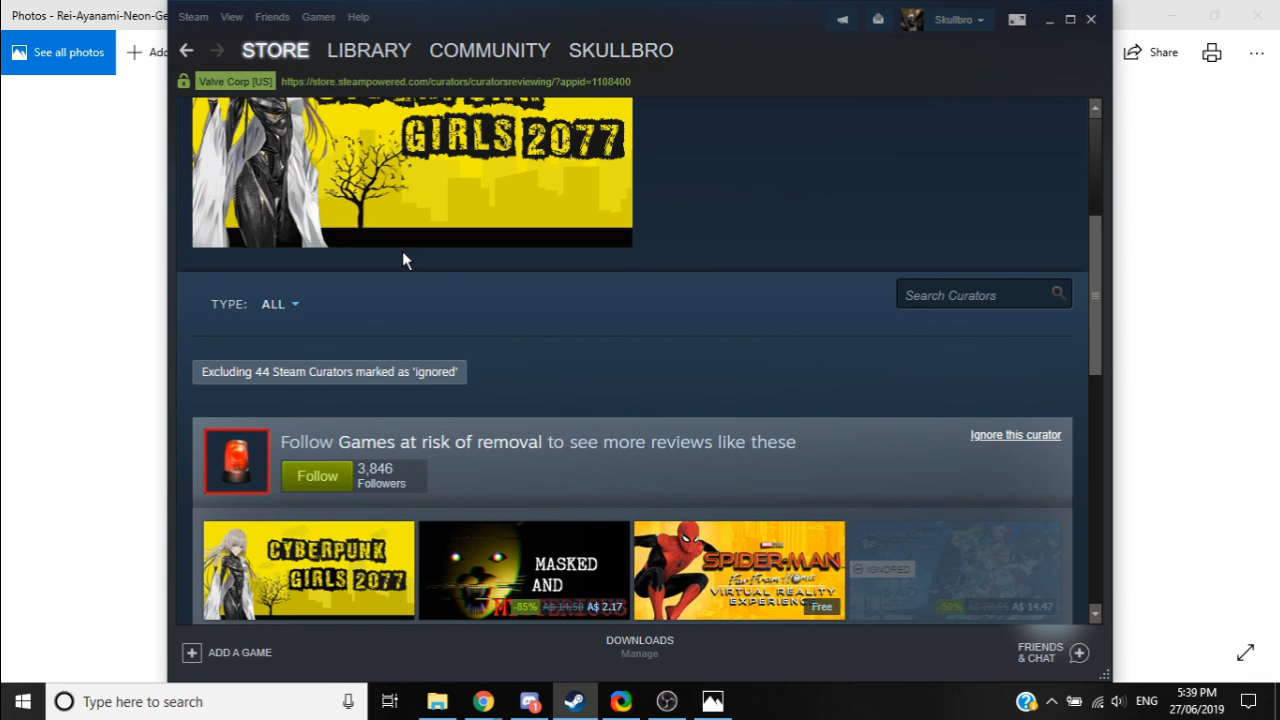 Photos - Rei-Ayanami-Neon-Ge
Steam View Friends Games Help
Skullbro
See all photos
Add
STORE LIBRARY COMMUNITY SKULLBRO
Share
Valve Corp [US] https://store.steampowered.com/curators/curatorsreviewing/?appid=1108400
GIRLS 2077
TYPE: ALL
Search Curators
Excluding 44 Steam Curators marked as 'ignored'
Follow Games at risk of removal to see more reviews like these
Ignore this curator
Follow
3,846
Followers
CYBERPUNK
GIRLS 2077
MASKED
AND
MYSTERIOUS
-85% A$ 14.50 A$ 2.17
SPIDER-MAN
Far From Home
VIRTUAL REALITY
EXPERIENCE
Free
IGNORED
SAO
-50% A$ 14.47
ADD A GAME
DOWNLOADS
Manage
FRIENDS
& CHAT
Type here to search
ENG
5:39 PM
27/06/2019